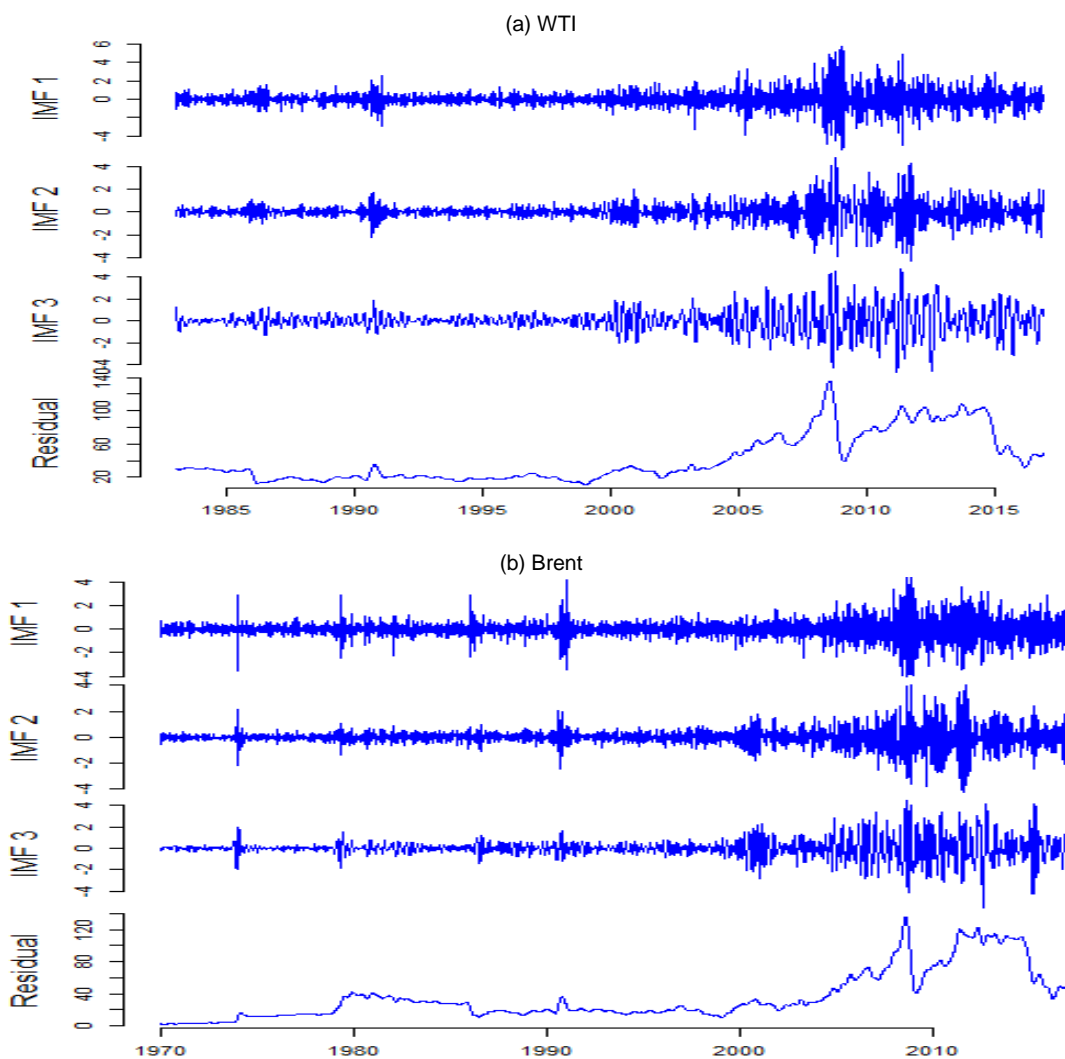 (a) WTI
IMF 1
-4 0 2 4 6
IMF 2
-4 -2 0 2 4
IMF 3
-4 -2 0 2 4
Residual
20 60 100 140
1985 1990 1995 2000 2005 2010 2015
(b) Brent
IMF 1
-4 -2 0 2 4
IMF 2
-4 -2 0 2 4
IMF 3
-4 -2 0 2 4
Residual
0 40 80 120
1970 1980 1990 2000 2010